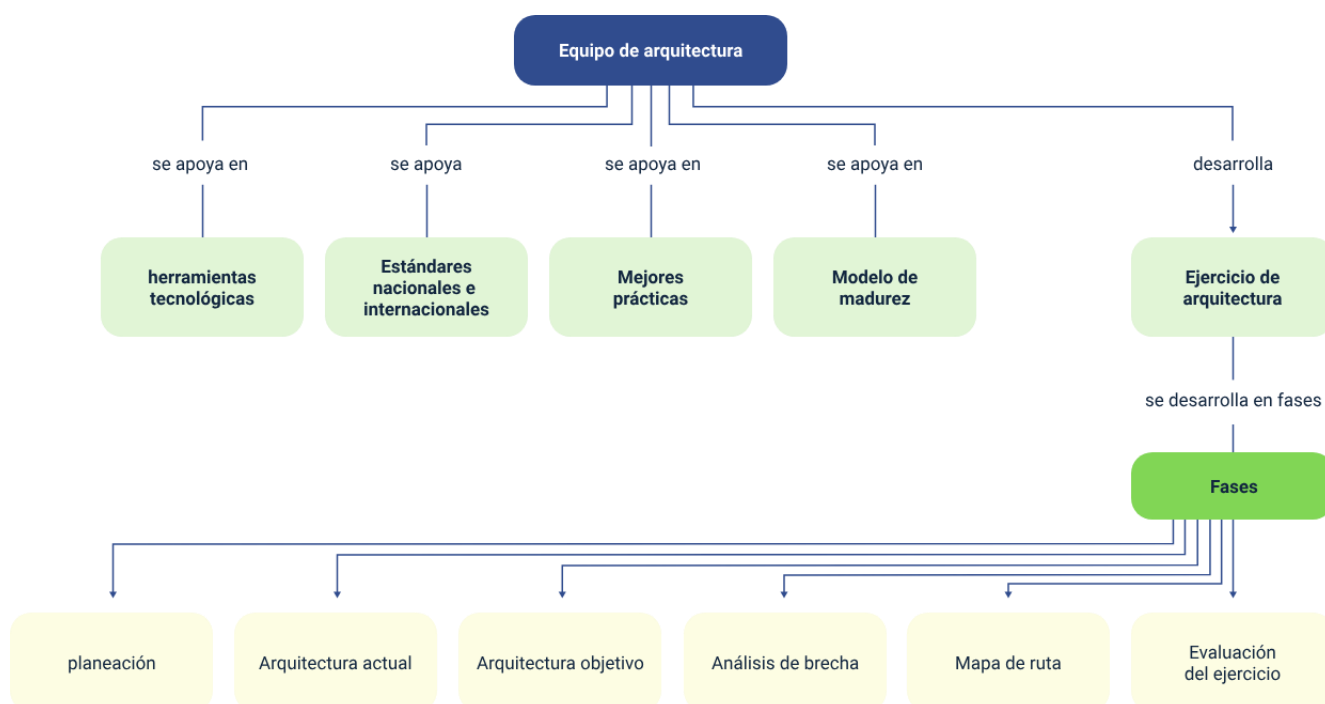 Equipo de arquitectura
se apoya en
se apoya
se apoya en
se apoya en
desarrolla
herramientas
tecnológicas
Estándares
nacionales e
internacionales
Mejores
prácticas
Modelo de
madurez
Ejercicio de
arquitectura
se desarrolla en fases
Fases
planeación
Arquitectura actual
Arquitectura objetivo
Análisis de brecha
Mapa de ruta
Evaluación
del ejercicio